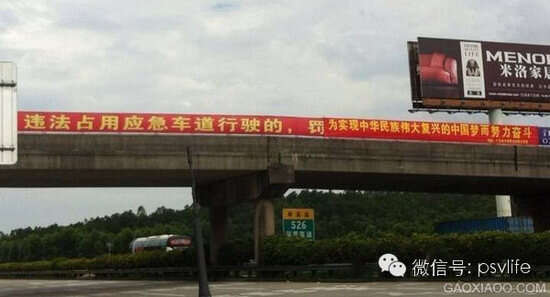 违法占用应急车道行驶的，罚
为实现中华民族伟大复兴的中国梦而努力奋斗
MENO
米洛家
526
微信号: psvlife
GAOXIAOO.COM